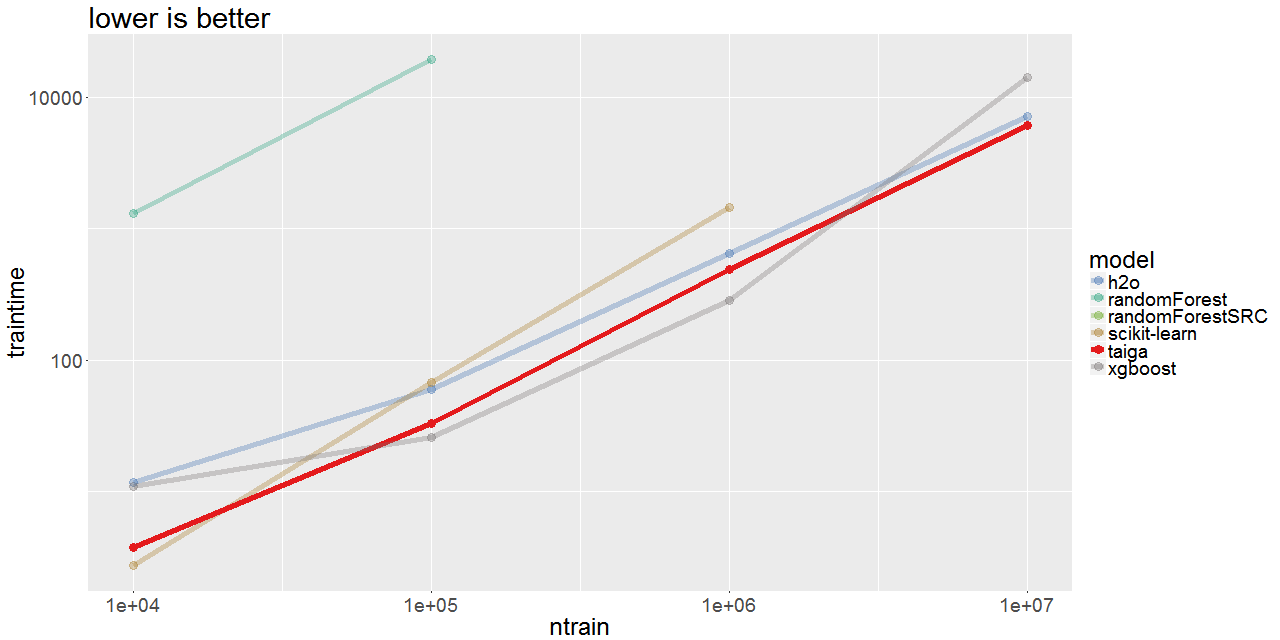 lower is better
10000
100
traintime
1e+04
1e+05
1e+06
1e+07
ntrain
model
h2o
randomForest
randomForestSRC
scikit-learn
taiga
xgboost